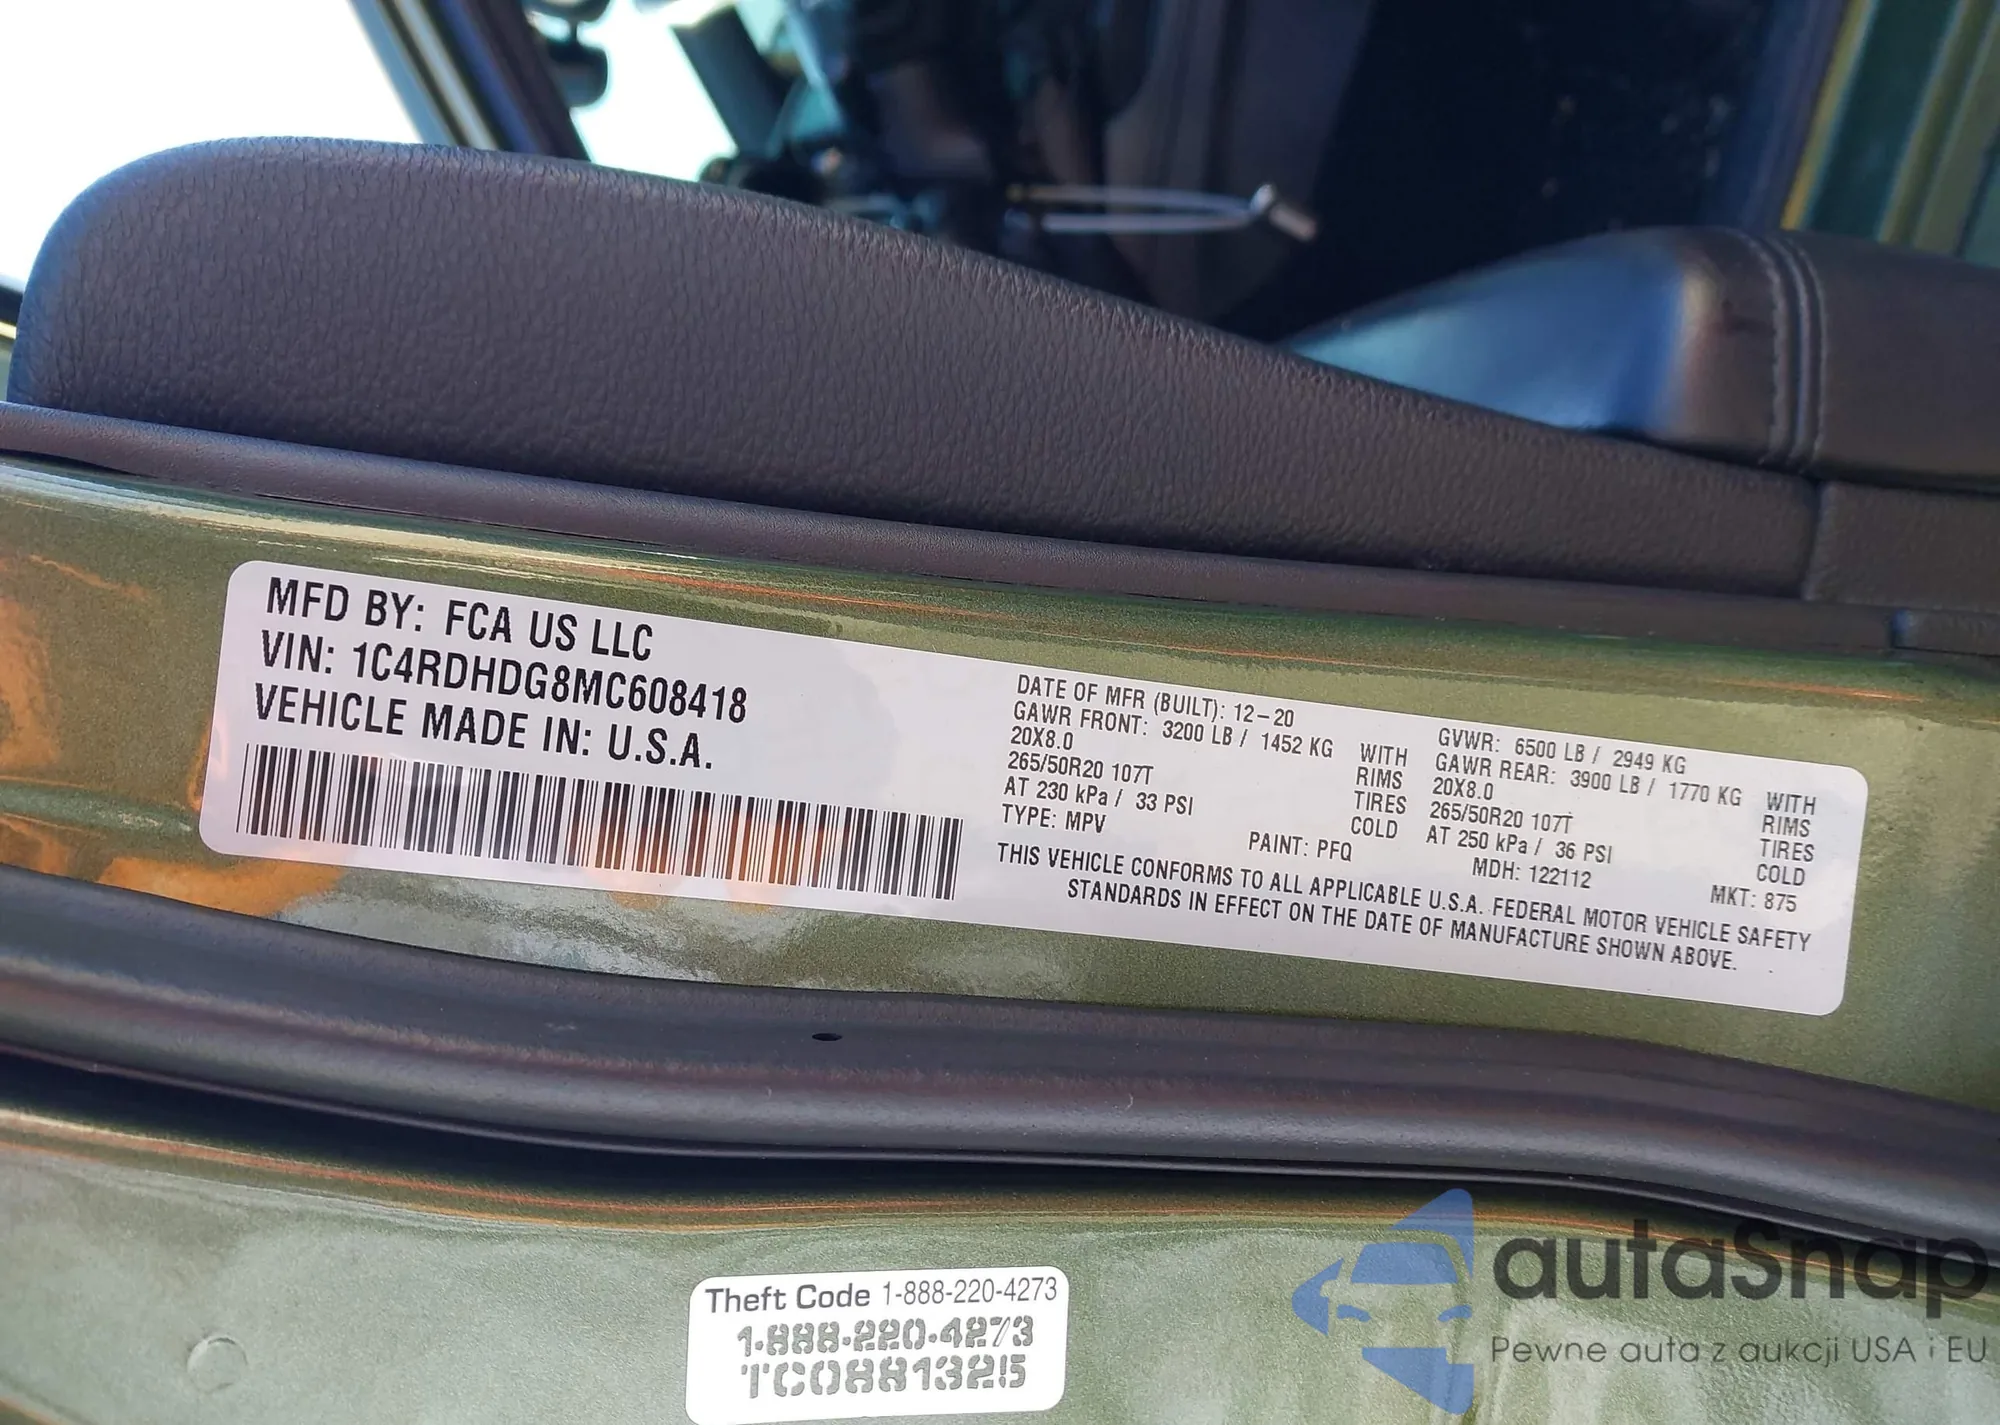 MFD BY: FCA US LLC
VIN: 1C4RDHDG8MC608418
VEHICLE MADE IN: U.S.A.
DATE OF MFR (BUILT): 12-20
GAWR FRONT: 3200 LB / 1452 KG WITH
20X8.0 RIMS
265/50R20 107T TIRES
AT 230 kPa / 33 PSI COLD
TYPE: MPV
GVWR: 6500 LB / 2949 KG
GAWR REAR: 3900 LB / 1770 KG WITH
20X8.0 RIMS
265/50R20 107T TIRES
AT 250 kPa / 36 PSI COLD
PAINT: PFQ MDH: 122112 MKT: 875
THIS VEHICLE CONFORMS TO ALL APPLICABLE U.S.A. FEDERAL MOTOR VEHICLE SAFETY
STANDARDS IN EFFECT ON THE DATE OF MANUFACTURE SHOWN ABOVE.
Theft Code 1-888-220-4273
1-888-220-4273
TC0881325
autaSnap
Pewne auta z aukcji USA i EU